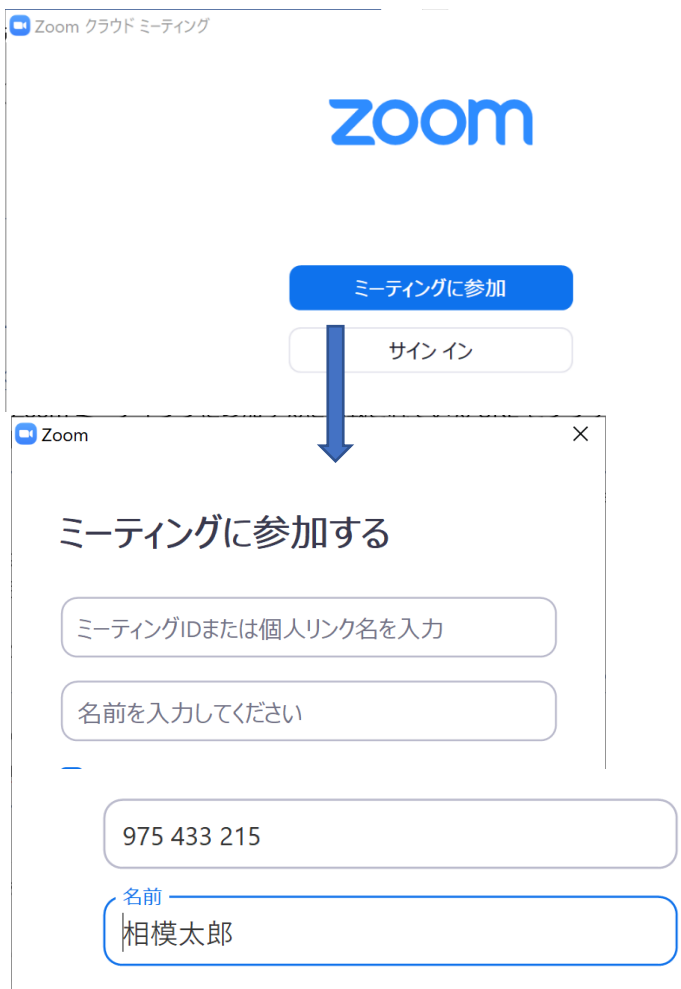 Zoom クラウド ミーティング
zoom
ミーティングに参加
サイン イン
Zoom
ミーティングに参加する
ミーティングIDまたは個人リンク名を入力
名前を入力してください
975 433 215
名前
相模太郎